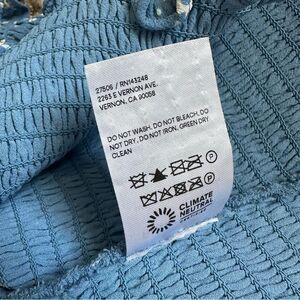 27506 / RN143248
2263 E VERNON AVE.
VERNON, CA 90058
DO NOT WASH. DO NOT BLEACH. DO
NOT DRY. DO NOT IRON. GREEN DRY
CLEAN
P
P
CLIMATE
NEUTRAL
CERTIFIED